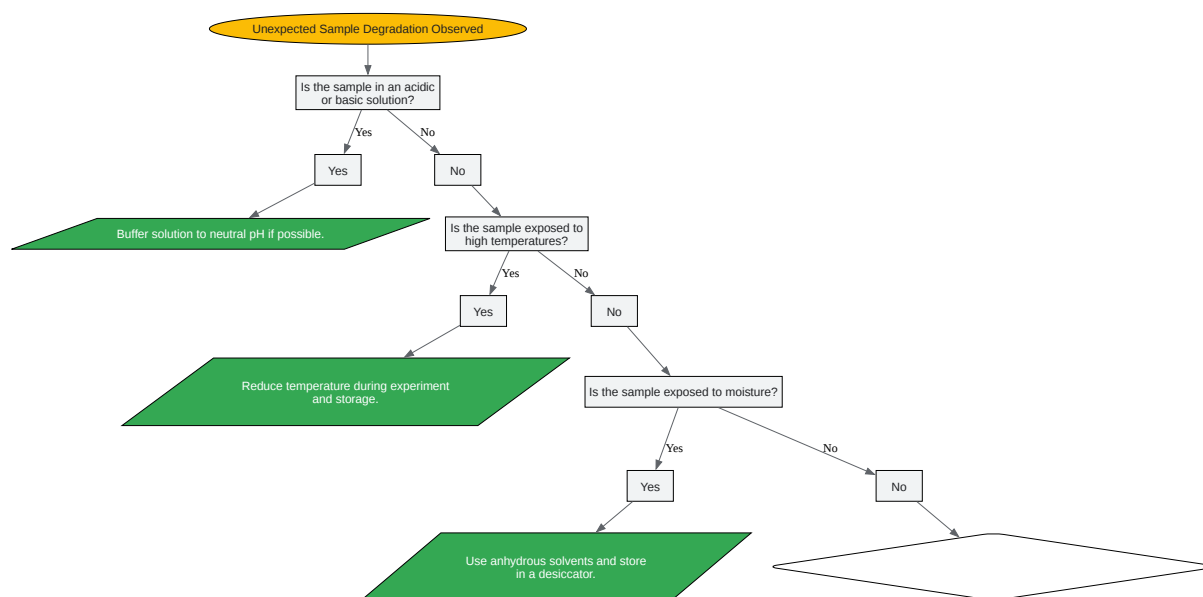 Unexpected Sample Degradation Observed
Is the sample in an acidic
or basic solution?
Yes
No
Yes
No
Buffer solution to neutral pH if possible.
Is the sample exposed to
high temperatures?
Yes
No
Yes
No
Reduce temperature during experiment
and storage.
Is the sample exposed to moisture?
Yes
No
Yes
No
Use anhydrous solvents and store
in a desiccator.